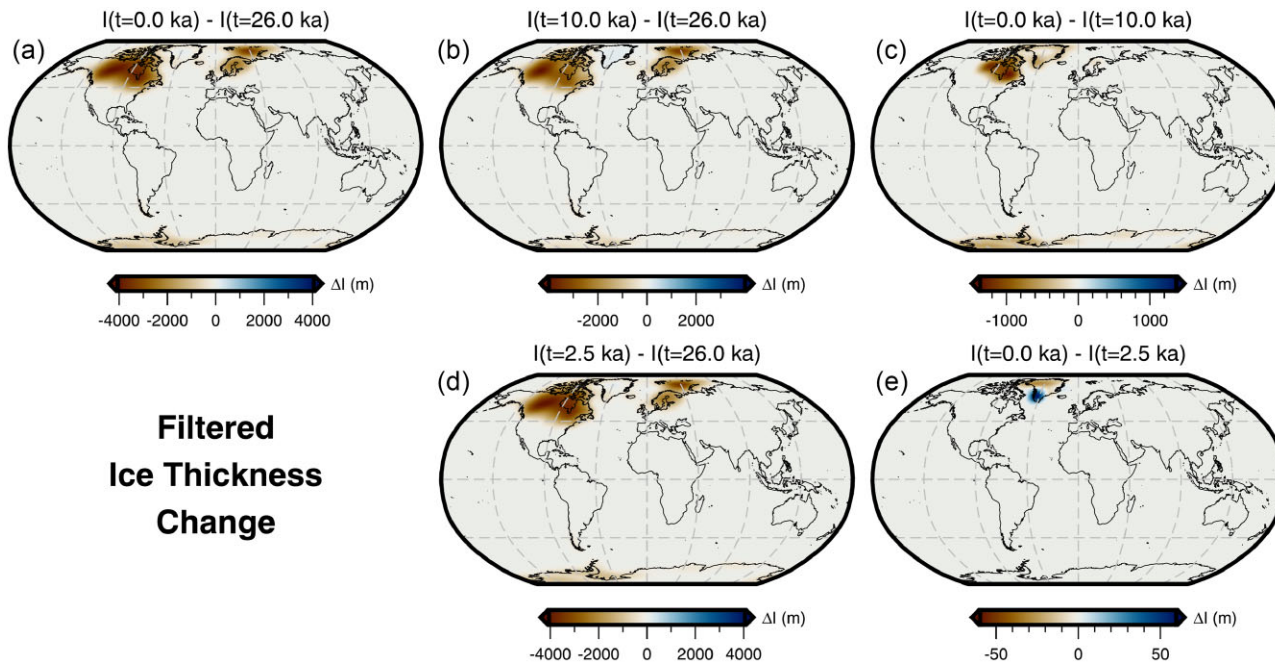 I(t=0.0 ka) - I(t=26.0 ka)
I(t=10.0 ka) - I(t=26.0 ka)
I(t=0.0 ka) - I(t=10.0 ka)
(a)
(b)
(c)
ΔI (m)
-4000 -2000 0 2000 4000
ΔI (m)
-2000 0 2000
ΔI (m)
-1000 0 1000
I(t=2.5 ka) - I(t=26.0 ka)
I(t=0.0 ka) - I(t=2.5 ka)
(d)
(e)
Filtered
Ice Thickness
Change
ΔI (m)
-4000 -2000 0 2000 4000
ΔI (m)
-50 0 50